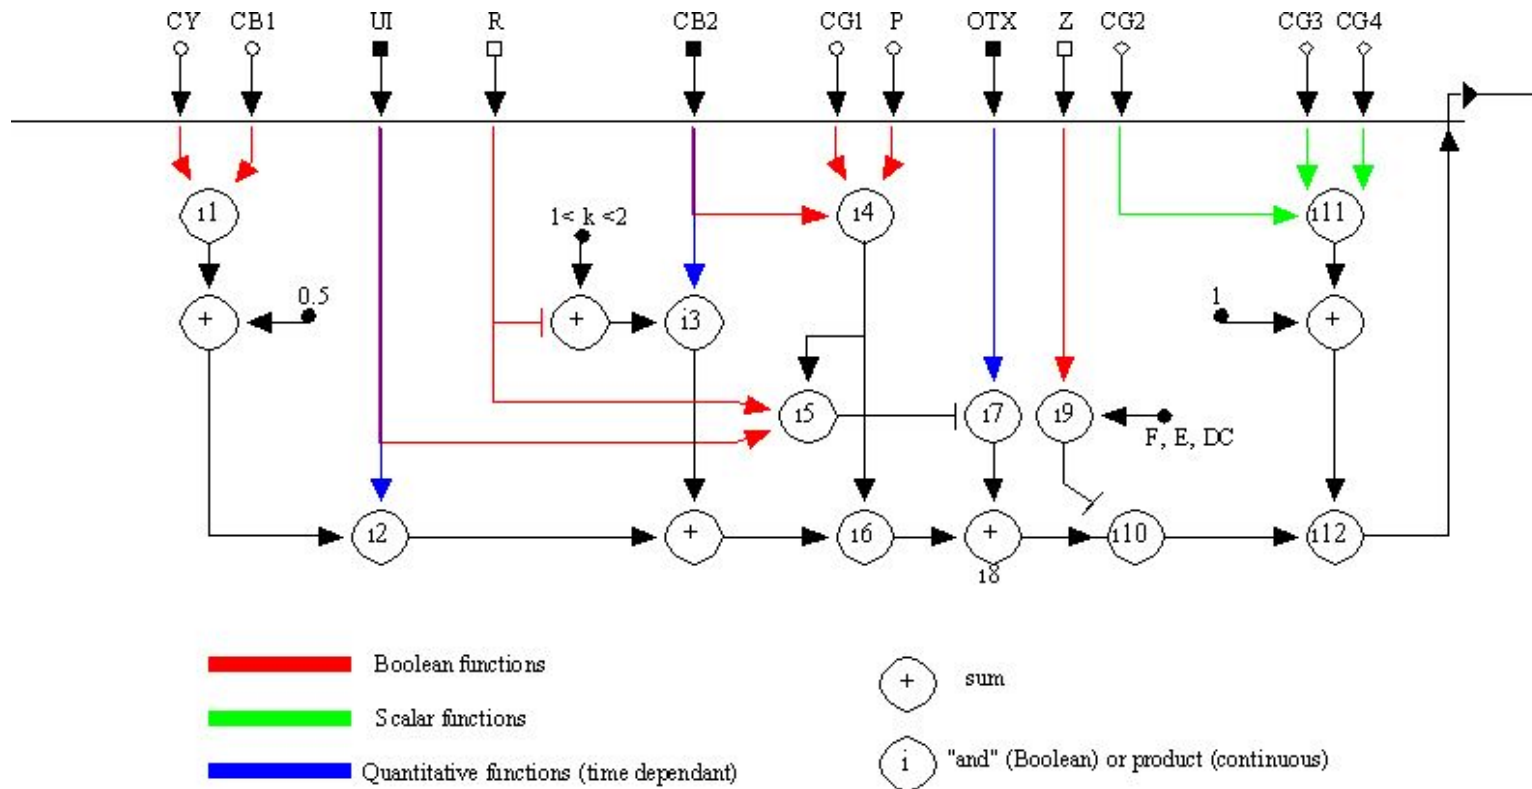 CY CB1 UI R CB2 CG1 P OTX Z CG2 CG3 CG4
i1 1< k <2 i4 i11
0.5 1
+ + i3 +
i5 i7 i9
F, E, DC
i2 + i6 + i10 i12
i8
Boolean functions
+ sum
Scalar functions
i "and" (Boolean) or product (continuous)
Quantitative functions (time dependant)